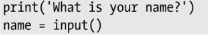 print('What is your name?')
name = input()